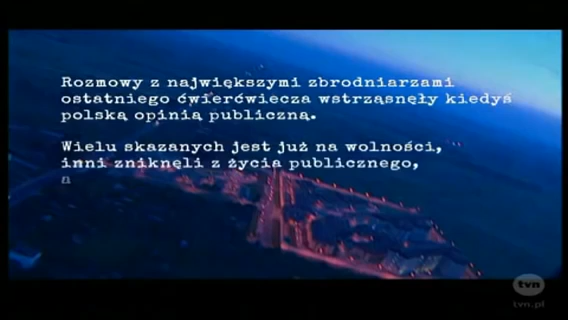 Rozmowy z największymi zbrodniarzami
ostatniego ćwierćwiecza wstrząsnęły kiedyś
polską opinią publiczną.
Wielu skazanych jest już na wolności,
inni zniknęli z życia publicznego,
n
tvn
tvn.pl